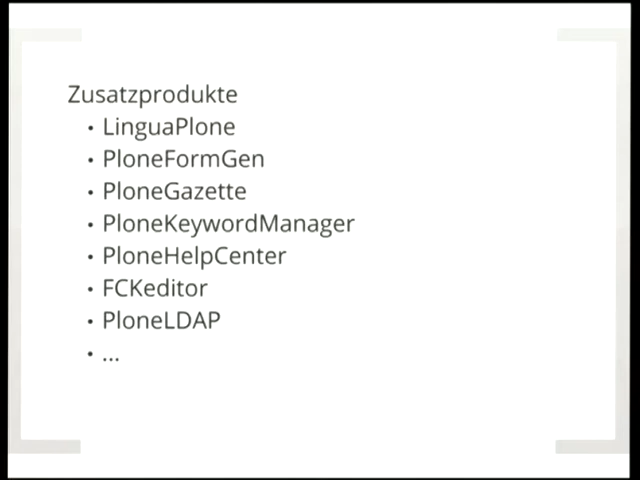 Zusatzprodukte
• LinguaPlone
• PloneFormGen
• PloneGazette
• PloneKeywordManager
• PloneHelpCenter
• FCKeditor
• PloneLDAP
• ...